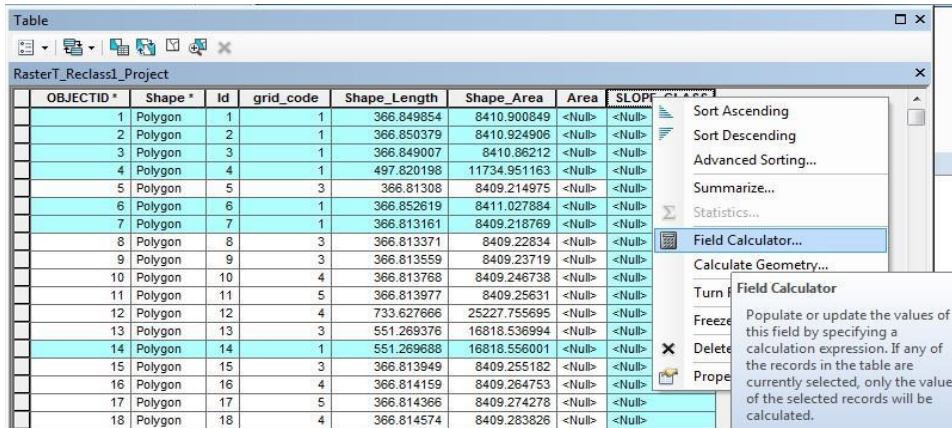 Table
RasterT_Reclass1_Project
OBJECTID * Shape * Id grid_code Shape_Length Shape_Area Area SLOPE_CLASS
1 Polygon 1 1 366.849854 8410.900849 <Null> <Null>
2 Polygon 2 1 366.850379 8410.924906 <Null> <Null>
3 Polygon 3 1 366.849007 8410.86212 <Null> <Null>
4 Polygon 4 1 497.820198 11734.951163 <Null> <Null>
5 Polygon 5 3 366.81308 8409.214975 <Null> <Null>
6 Polygon 6 1 366.852619 8411.027884 <Null> <Null>
7 Polygon 7 1 366.813161 8409.218769 <Null> <Null>
8 Polygon 8 3 366.813371 8409.22834 <Null> <Null>
9 Polygon 9 3 366.813559 8409.23719 <Null> <Null>
10 Polygon 10 4 366.813768 8409.246738 <Null> <Null>
11 Polygon 11 5 366.813977 8409.25631 <Null> <Null>
12 Polygon 12 4 733.627666 25227.755695 <Null> <Null>
13 Polygon 13 3 551.269376 16818.536994 <Null> <Null>
14 Polygon 14 1 551.269688 16818.556001 <Null> <Null>
15 Polygon 15 3 366.813949 8409.255182 <Null> <Null>
16 Polygon 16 4 366.814159 8409.264753 <Null> <Null>
17 Polygon 17 5 366.814366 8409.274278 <Null> <Null>
18 Polygon 18 4 366.814574 8409.283826 <Null> <Null>
Sort Ascending
Sort Descending
Advanced Sorting...
Summarize...
Statistics...
Field Calculator...
Calculate Geometry...
Turn
Freeze
Delete
Prope
Field Calculator
Populate or update the values of
this field by specifying a
calculation expression. If any of
the records in the table are
currently selected, only the value
of the selected records will be
calculated.